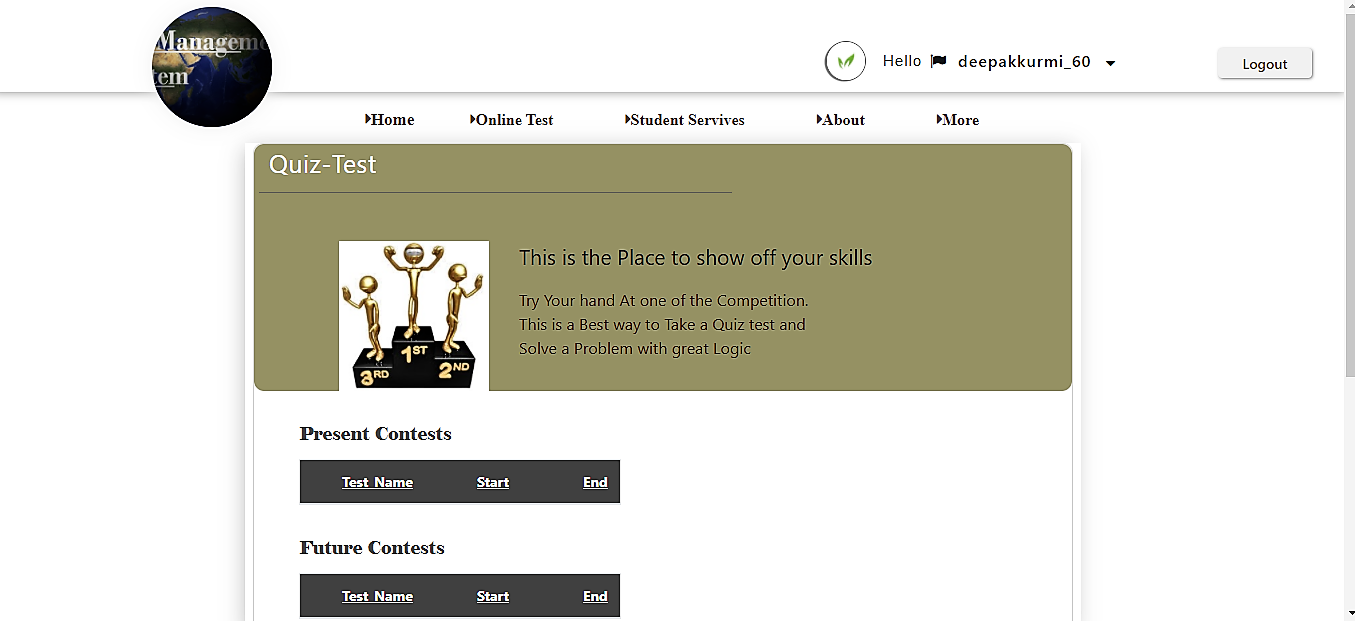 Managem
tem
Hello deepakkurmi_60
Logout
Home Online Test Student Servives About More
Quiz-Test
This is the Place to show off your skills
Try Your hand At one of the Competition.
This is a Best way to Take a Quiz test and
Solve a Problem with great Logic
1ST
2ND
3RD
Present Contests
Test Name Start End
Future Contests
Test Name Start End